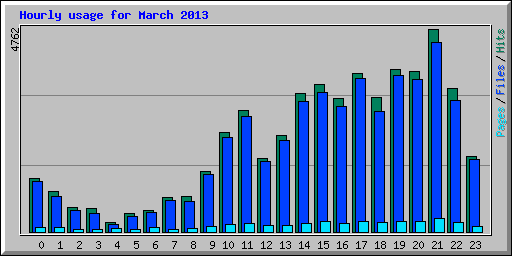 Hourly usage for March 2013
4762
Pages/Files/Hits
0 1 2 3 4 5 6 7 8 9 10 11 12 13 14 15 16 17 18 19 20 21 22 23